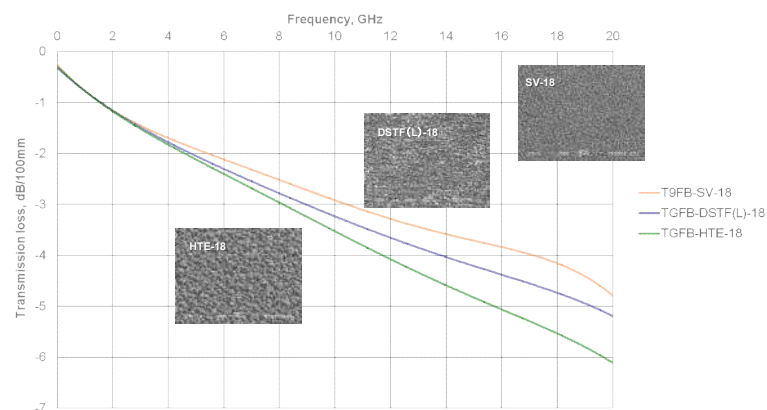 Frequency, GHz
0 2 4 6 8 10 12 14 16 18 20
0
-1
-2
-3
-4
-5
-6
-7
Transmission loss, dB/100mm
SV-18
DSTF(L)-18
HTE-18
T9FB-SV-18
TGFB-DSTF(L)-18
TGFB-HTE-18